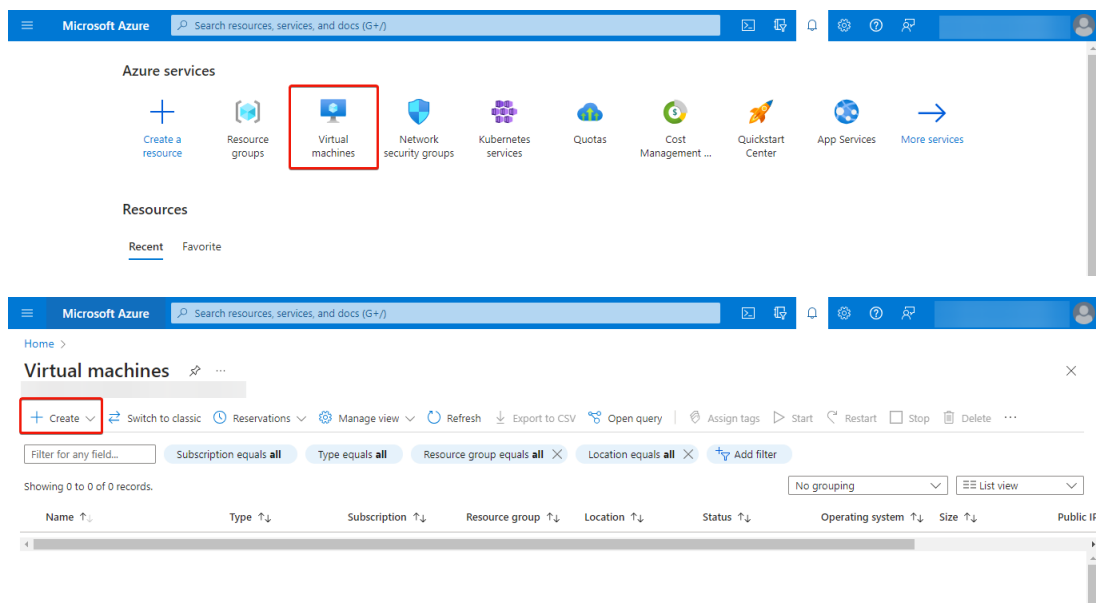 Microsoft Azure Search resources, services, and docs (G+/)
Azure services
Create a resource
Resource groups
Virtual machines
Network security groups
Kubernetes services
Quotas
Cost Management ...
Quickstart Center
App Services
More services
Resources
Recent Favorite
Microsoft Azure Search resources, services, and docs (G+/)
Home >
Virtual machines ...
Create Switch to classic Reservations Manage view Refresh Export to CSV Open query Assign tags Start Restart Stop Delete ...
Filter for any field... Subscription equals all Type equals all Resource group equals all Location equals all Add filter
Showing 0 to 0 of 0 records. No grouping List view
Name Type Subscription Resource group Location Status Operating system Size Public IP